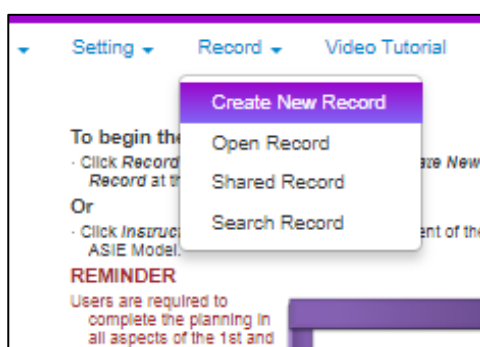 Setting Record Video Tutorial
Create New Record
Open Record
Shared Record
Search Record
To begin the
· Click Record ate New
Record at th
Or
· Click Instruc ent of the
ASIE Model.
REMINDER
Users are required to
complete the planning in
all aspects of the 1st and